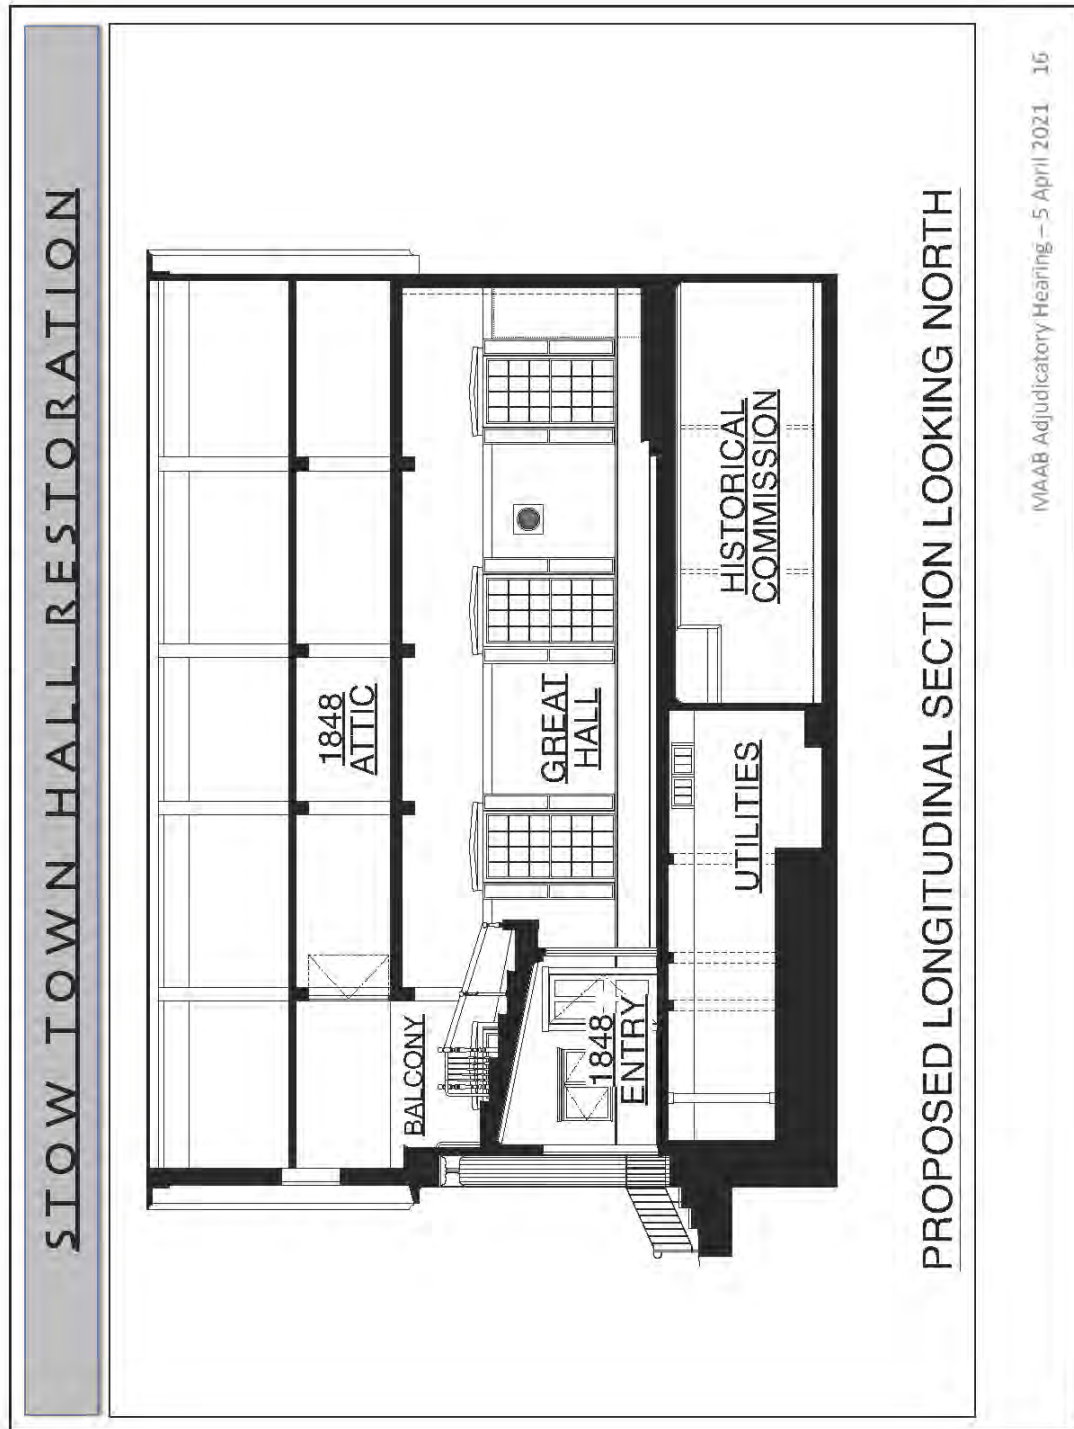 STOW TOWN HALL RESTORATION
1848
ATTIC
BALCONY
GREAT
HALL
1848
ENTRY
UTILITIES
HISTORICAL
COMMISSION
PROPOSED LONGITUDINAL SECTION LOOKING NORTH
MAAB Adjudicatory Hearing – 5 April 2021 16